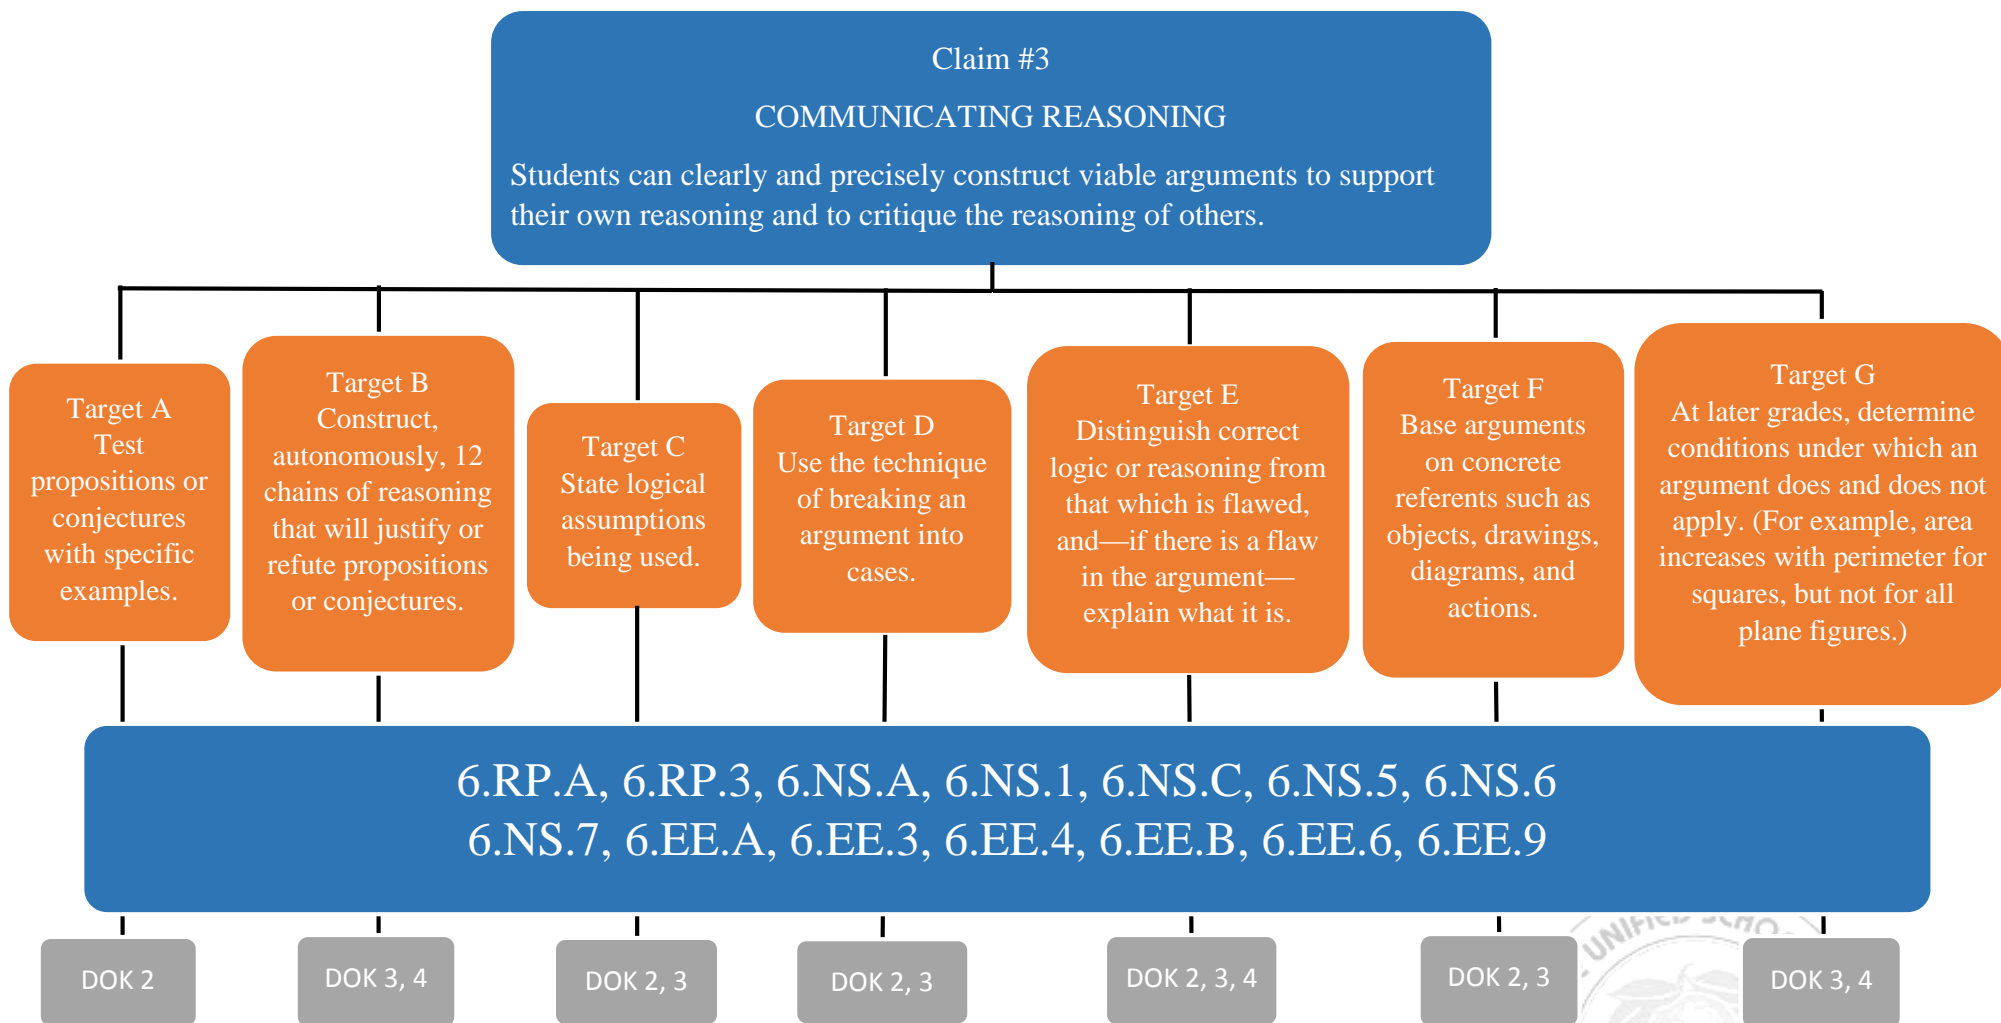 Claim #3
COMMUNICATING REASONING
Students can clearly and precisely construct viable arguments to support
their own reasoning and to critique the reasoning of others.
Target A
Test
propositions or
conjectures
with specific
examples.
Target B
Construct,
autonomously, 12
chains of reasoning
that will justify or
refute propositions
or conjectures.
Target C
State logical
assumptions
being used.
Target D
Use the technique
of breaking an
argument into
cases.
Target E
Distinguish correct
logic or reasoning from
that which is flawed,
and—if there is a flaw
in the argument—
explain what it is.
Target F
Base arguments
on concrete
referents such as
objects, drawings,
diagrams, and
actions.
Target G
At later grades, determine
conditions under which an
argument does and does not
apply. (For example, area
increases with perimeter for
squares, but not for all
plane figures.)
6.RP.A, 6.RP.3, 6.NS.A, 6.NS.1, 6.NS.C, 6.NS.5, 6.NS.6
6.NS.7, 6.EE.A, 6.EE.3, 6.EE.4, 6.EE.B, 6.EE.6, 6.EE.9
DOK 2
DOK 3, 4
DOK 2, 3
DOK 2, 3
DOK 2, 3, 4
DOK 2, 3
DOK 3, 4
UNIFIED